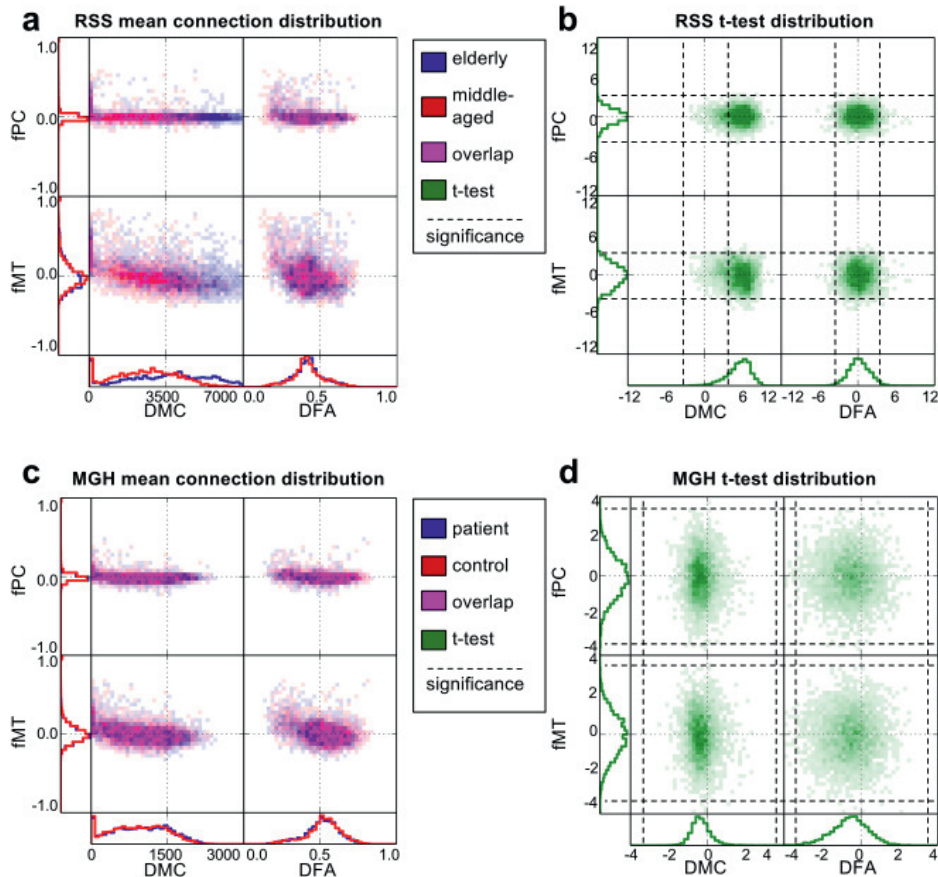 a RSS mean connection distribution
1.0
fPC
0.0
-1.0
fMT
1.0
0.0
-1.0
0 3500 7000 0.0 0.5 1.0
DMC DFA
elderly
middle-
aged
overlap
t-test
significance
b RSS t-test distribution
12
6
fPC
0
-6
-12
12
6
fMT
0
-6
-12
-12 -6 0 6 12 -6 0 6 12
DMC DFA
c MGH mean connection distribution
1.0
fPC
0.0
-1.0
1.0
fMT
0.0
-1.0
0 1500 3000 0.0 0.5 1.0
DMC DFA
patient
control
overlap
t-test
significance
d MGH t-test distribution
4
2
fPC
0
-2
-4
4
2
fMT
0
-2
-4
-4 -2 0 2 4 -2 0 2 4
DMC DFA